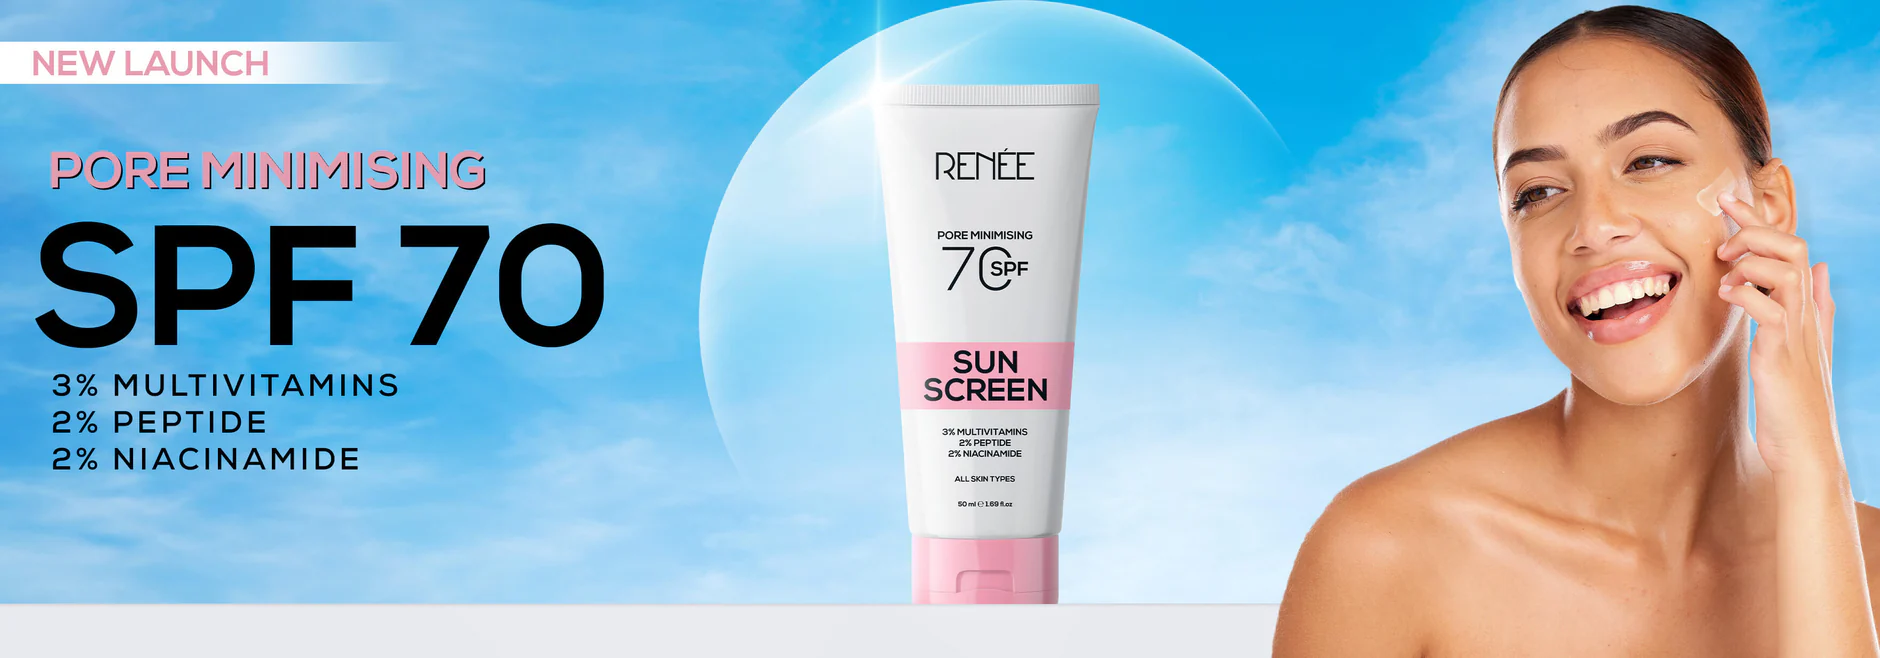 NEW LAUNCH
PORE MINIMISING
SPF 70
3% MULTIVITAMINS
2% PEPTIDE
2% NIACINAMIDE
RENÉE
PORE MINIMISING
70 SPF
SUN
SCREEN
3% MULTIVITAMINS
2% PEPTIDE
2% NIACINAMIDE
ALL SKIN TYPES
50 ml ℮ 1.69 fl.oz